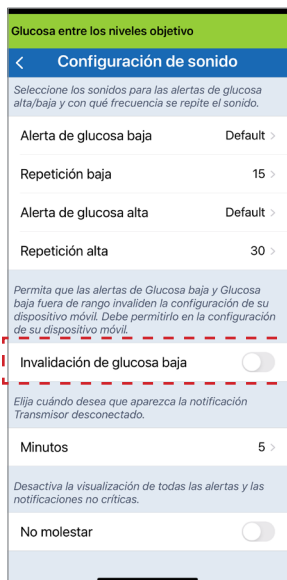 Glucosa entre los niveles objetivo
Configuración de sonido
Seleccione los sonidos para las alertas de glucosa
alta/baja y con qué frecuencia se repite el sonido.
Alerta de glucosa baja Default
Repetición baja 15
Alerta de glucosa alta Default
Repetición alta 30
Permita que las alertas de Glucosa baja y Glucosa
baja fuera de rango invaliden la configuración de su
dispositivo móvil. Debe permitirlo en la configuración
de su dispositivo móvil.
Invalidación de glucosa baja
Elija cuándo desea que aparezca la notificación
Transmisor desconectado.
Minutos 5
Desactiva la visualización de todas las alertas y las
notificaciones no críticas.
No molestar